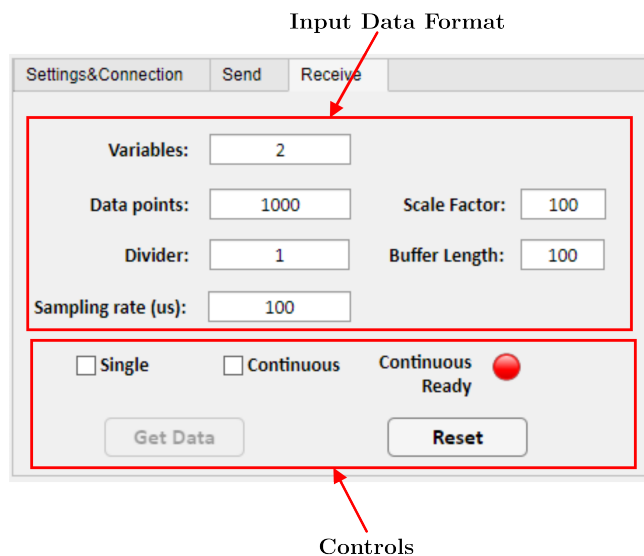 Input Data Format
Settings&Connection Send Receive
Variables: 2
Data points: 1000 Scale Factor: 100
Divider: 1 Buffer Length: 100
Sampling rate (us): 100
Single Continuous Continuous
Ready
Get Data Reset
Controls